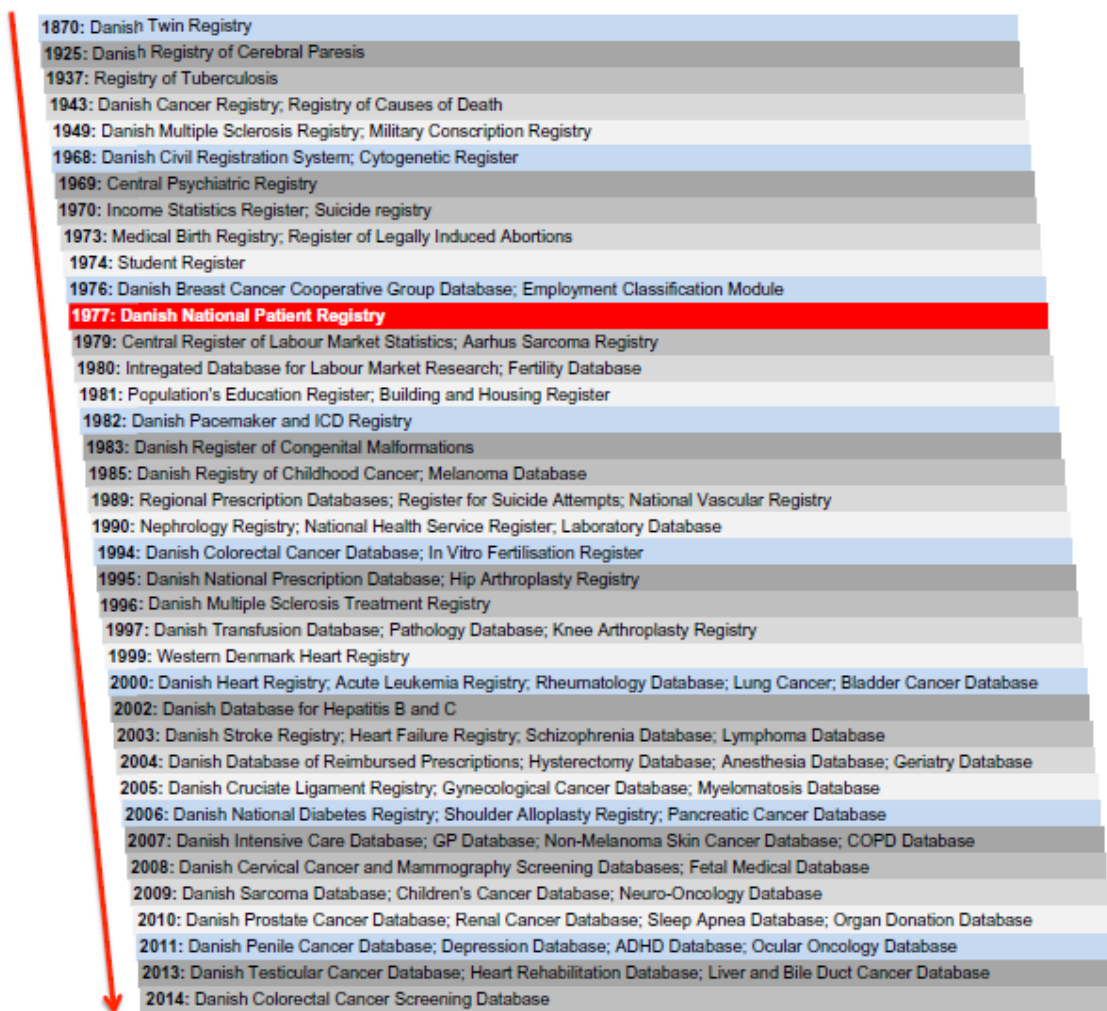 1870: Danish Twin Registry
1925: Danish Registry of Cerebral Paresis
1937: Registry of Tuberculosis
1943: Danish Cancer Registry; Registry of Causes of Death
1949: Danish Multiple Sclerosis Registry; Military Conscription Registry
1968: Danish Civil Registration System; Cytogenetic Register
1969: Central Psychiatric Registry
1970: Income Statistics Register; Suicide registry
1973: Medical Birth Registry; Register of Legally Induced Abortions
1974: Student Register
1976: Danish Breast Cancer Cooperative Group Database; Employment Classification Module
1977: Danish National Patient Registry
1979: Central Register of Labour Market Statistics; Aarhus Sarcoma Registry
1980: Intregated Database for Labour Market Research; Fertility Database
1981: Population's Education Register; Building and Housing Register
1982: Danish Pacemaker and ICD Registry
1983: Danish Register of Congenital Malformations
1985: Danish Registry of Childhood Cancer; Melanoma Database
1989: Regional Prescription Databases; Register for Suicide Attempts; National Vascular Registry
1990: Nephrology Registry; National Health Service Register; Laboratory Database
1994: Danish Colorectal Cancer Database; In Vitro Fertilisation Register
1995: Danish National Prescription Database; Hip Arthroplasty Registry
1996: Danish Multiple Sclerosis Treatment Registry
1997: Danish Transfusion Database; Pathology Database; Knee Arthroplasty Registry
1999: Western Denmark Heart Registry
2000: Danish Heart Registry; Acute Leukemia Registry; Rheumatology Database; Lung Cancer; Bladder Cancer Database
2002: Danish Database for Hepatitis B and C
2003: Danish Stroke Registry; Heart Failure Registry; Schizophrenia Database; Lymphoma Database
2004: Danish Database of Reimbursed Prescriptions; Hysterectomy Database; Anesthesia Database; Geriatry Database
2005: Danish Cruciate Ligament Registry; Gynecological Cancer Database; Myelomatosis Database
2006: Danish National Diabetes Registry; Shoulder Alloplasty Registry; Pancreatic Cancer Database
2007: Danish Intensive Care Database; GP Database; Non-Melanoma Skin Cancer Database; COPD Database
2008: Danish Cervical Cancer and Mammography Screening Databases; Fetal Medical Database
2009: Danish Sarcoma Database; Children's Cancer Database; Neuro-Oncology Database
2010: Danish Prostate Cancer Database; Renal Cancer Database; Sleep Apnea Database; Organ Donation Database
2011: Danish Penile Cancer Database; Depression Database; ADHD Database; Ocular Oncology Database
2013: Danish Testicular Cancer Database; Heart Rehabilitation Database; Liver and Bile Duct Cancer Database
2014: Danish Colorectal Cancer Screening Database